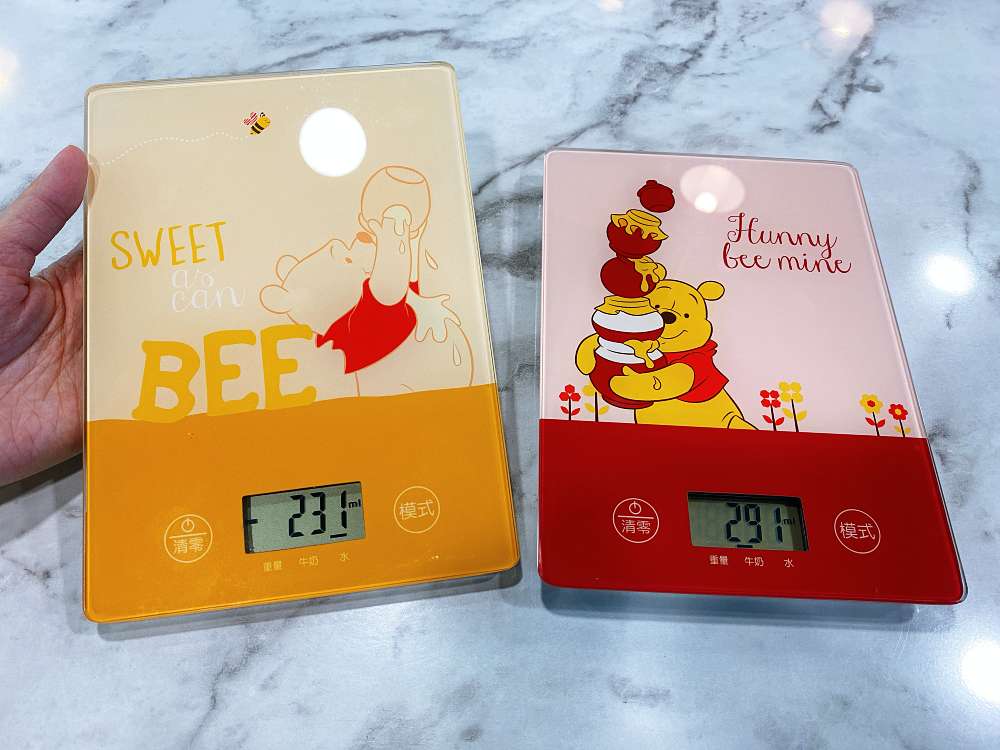 SWEET
as
can
BEE
- 231 ml
清零
模式
重量 牛奶 水
Hunny
bee mine
291 ml
清零
模式
重量 牛奶 水